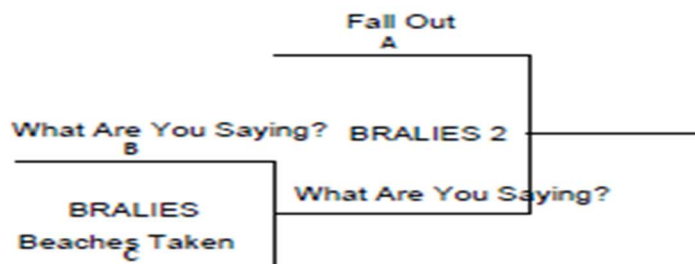 Fall Out
A
What Are You Saying?
B
BRALIES 2
What Are You Saying?
BRALIES
Beaches Taken
C